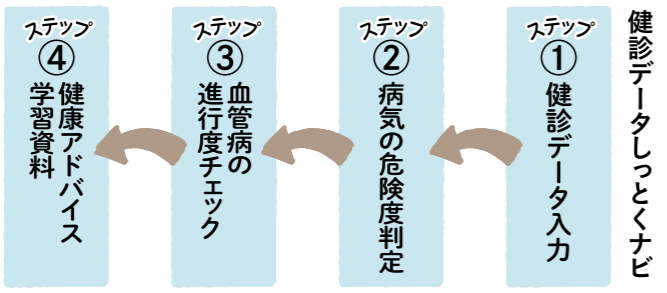 健診データしっとくナビ
ステップ
①
健診データ入力
ステップ
②
病気の危険度判定
ステップ
③
血管病の
進行度チェック
ステップ
④
健康アドバイス
学習資料